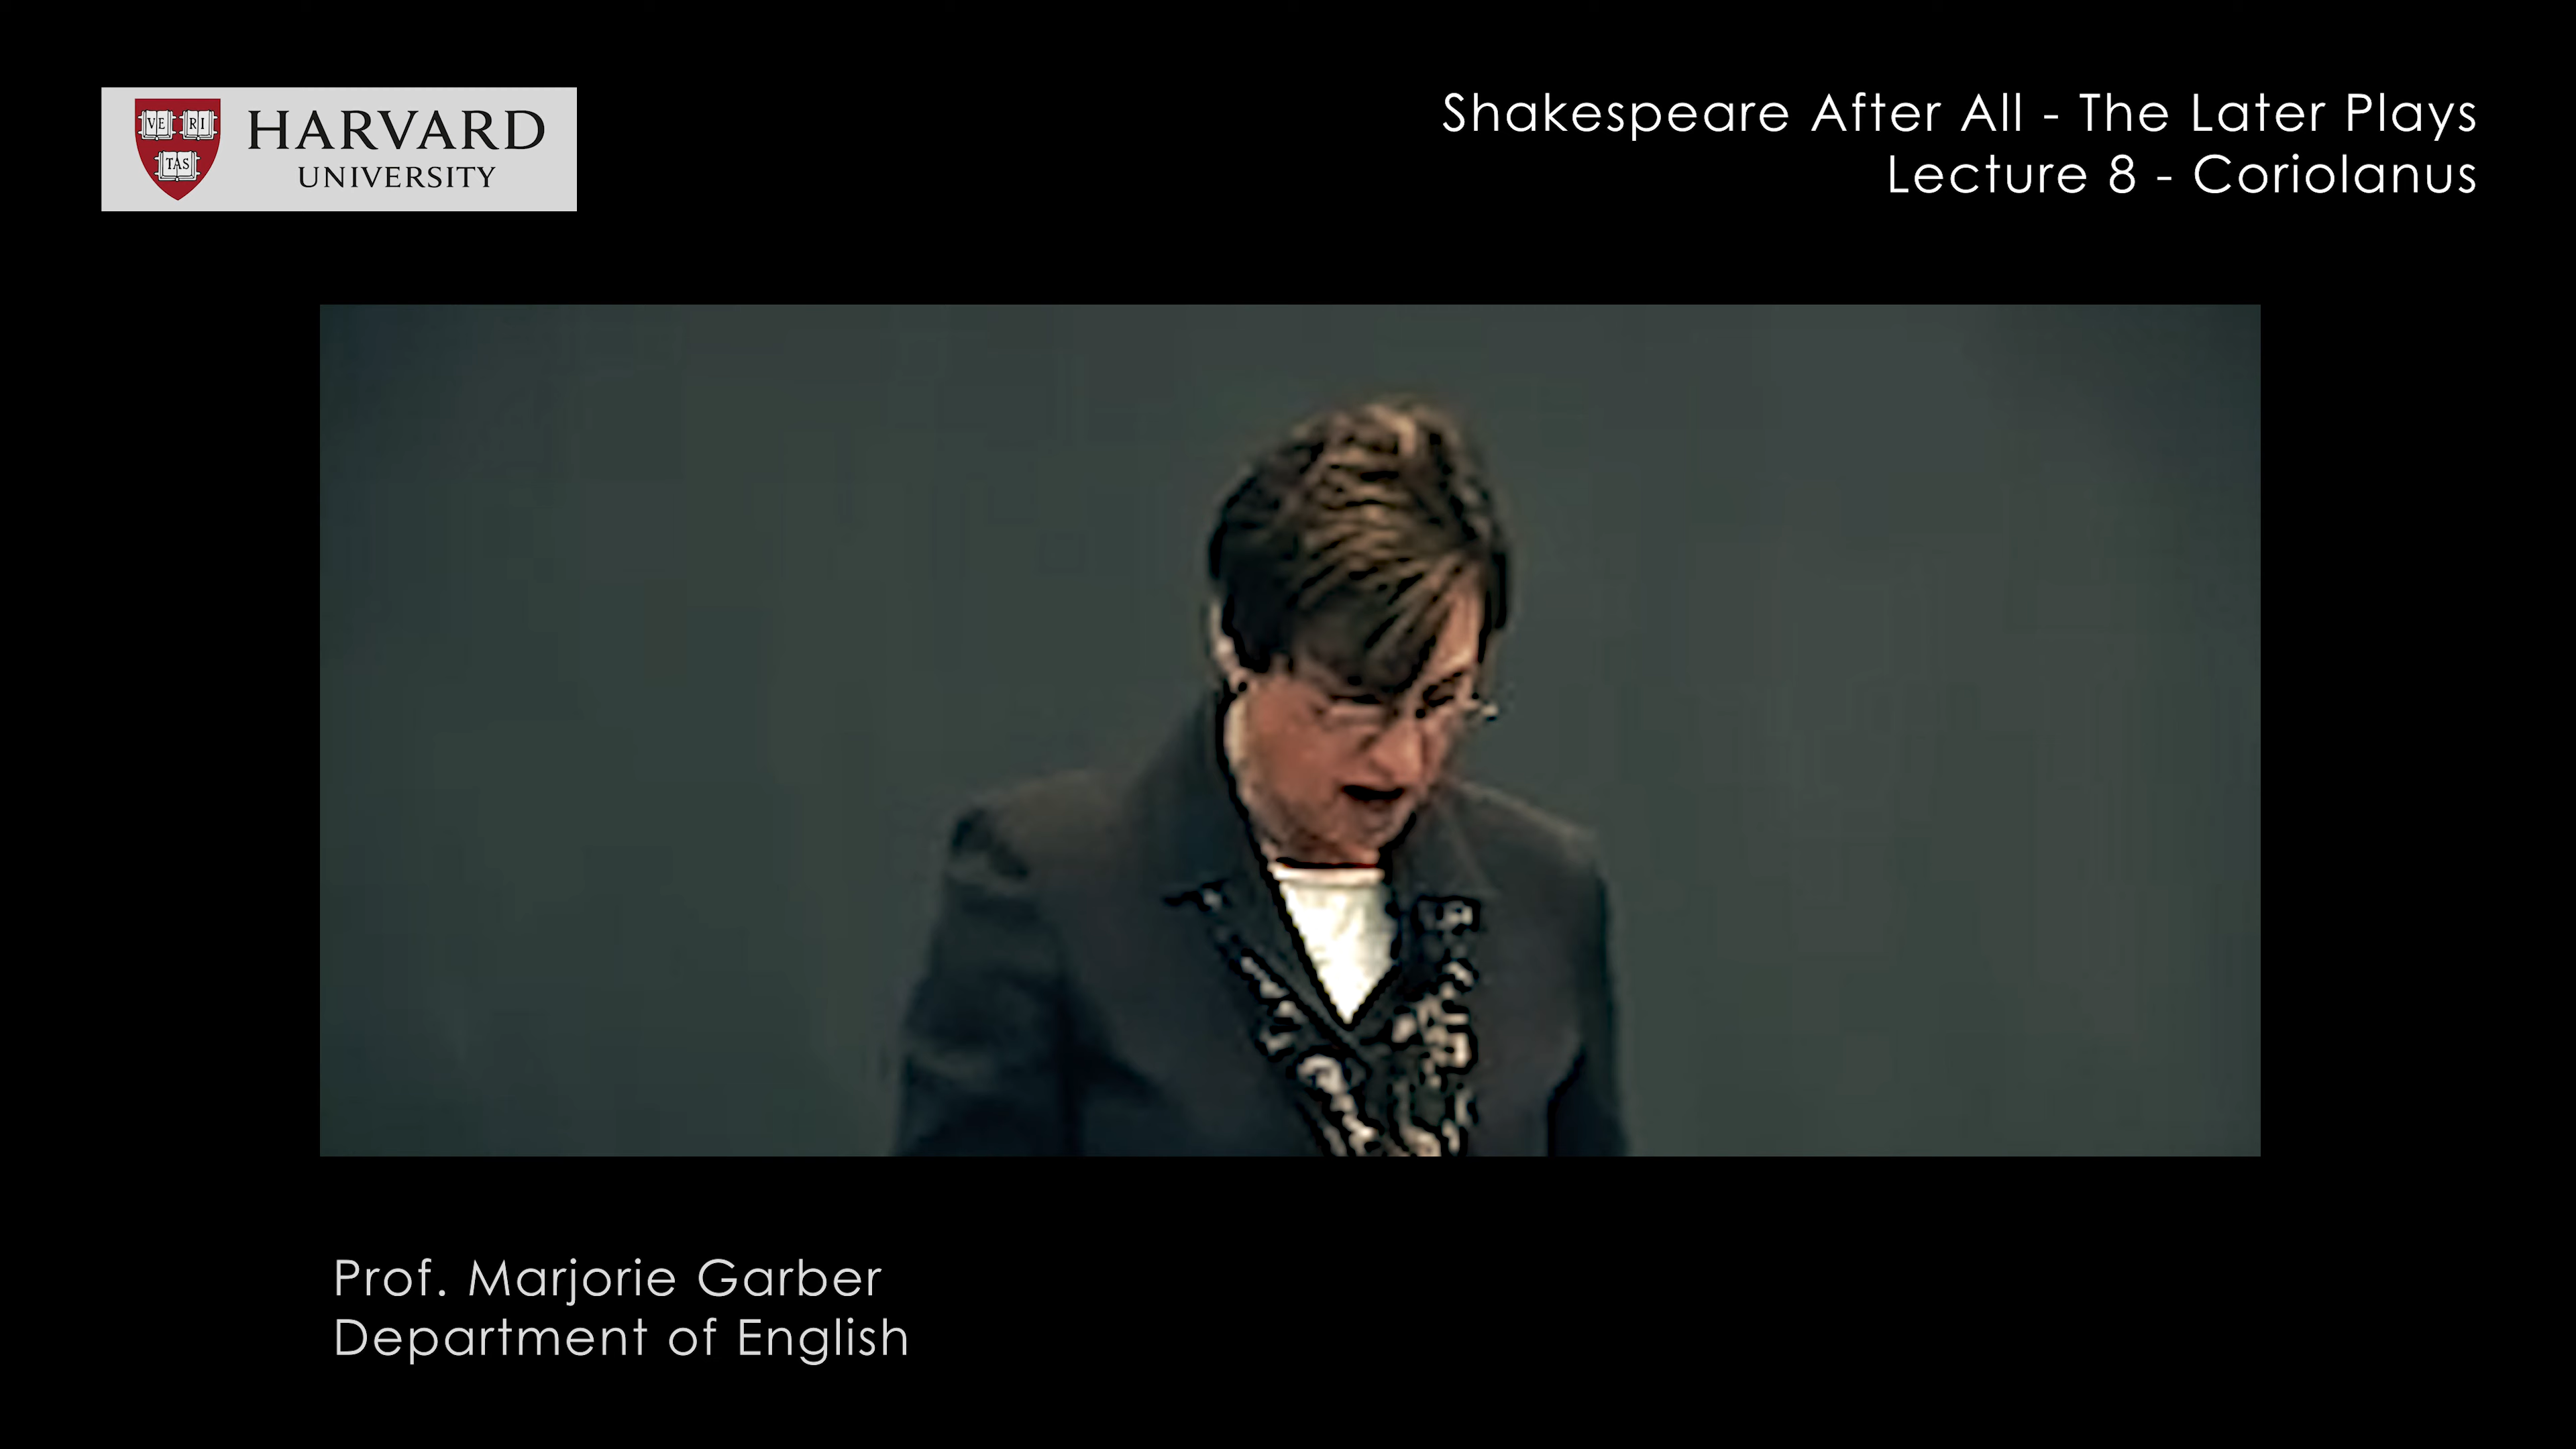 VE RI
TAS
HARVARD
UNIVERSITY
Shakespeare After All - The Later Plays
Lecture 8 - Coriolanus
Prof. Marjorie Garber
Department of English